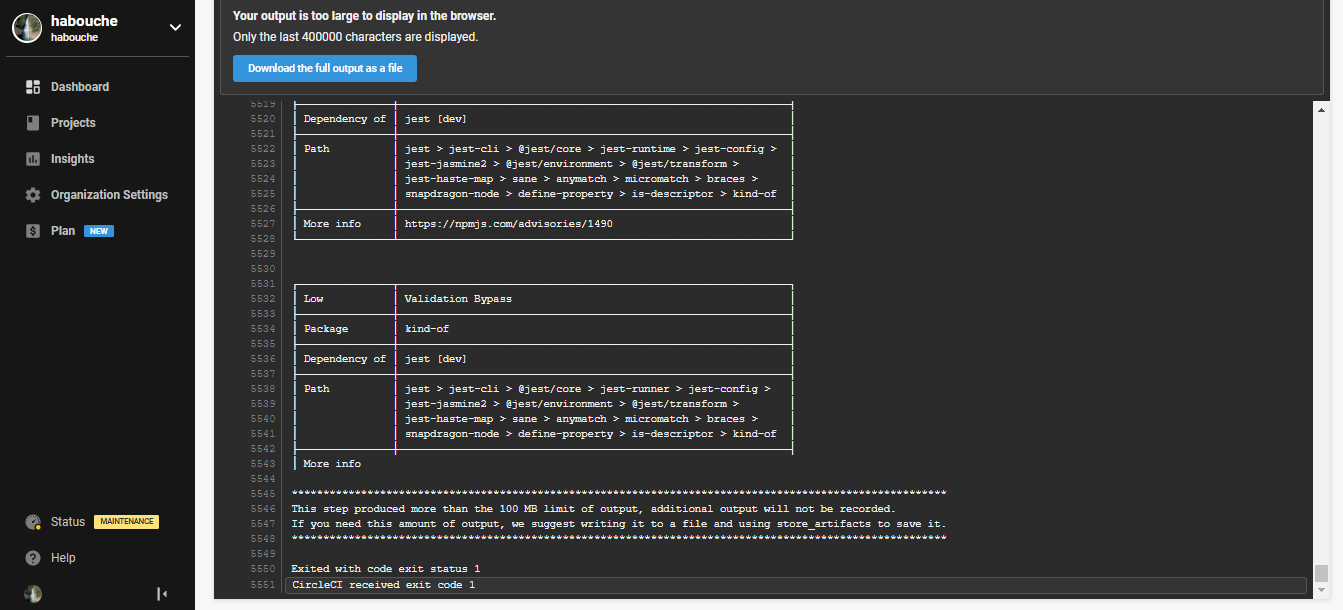 habouche
habouche
Dashboard
Projects
Insights
Organization Settings
Plan NEW
Status MAINTENANCE
Help
Your output is too large to display in the browser.
Only the last 400000 characters are displayed.
Download the full output as a file
5519
5520 Dependency of jest [dev]
5521
5522 Path jest > jest-cli > @jest/core > jest-runtime > jest-config >
5523 jest-jasmine2 > @jest/environment > @jest/transform >
5524 jest-haste-map > sane > anymatch > micromatch > braces >
5525 snapdragon-node > define-property > is-descriptor > kind-of
5526
5527 More info https://npmjs.com/advisories/1490
5528
5529
5530
5531
5532 Low Validation Bypass
5533
5534 Package kind-of
5535
5536 Dependency of jest [dev]
5537
5538 Path jest > jest-cli > @jest/core > jest-runner > jest-config >
5539 jest-jasmine2 > @jest/environment > @jest/transform >
5540 jest-haste-map > sane > anymatch > micromatch > braces >
5541 snapdragon-node > define-property > is-descriptor > kind-of
5542
5543 More info
5544
5545 ********************************************************************************************************
5546 This step produced more than the 100 MB limit of output, additional output will not be recorded.
5547 If you need this amount of output, we suggest writing it to a file and using store_artifacts to save it.
5548 ********************************************************************************************************
5549
5550 Exited with code exit status 1
5551 CircleCI received exit code 1